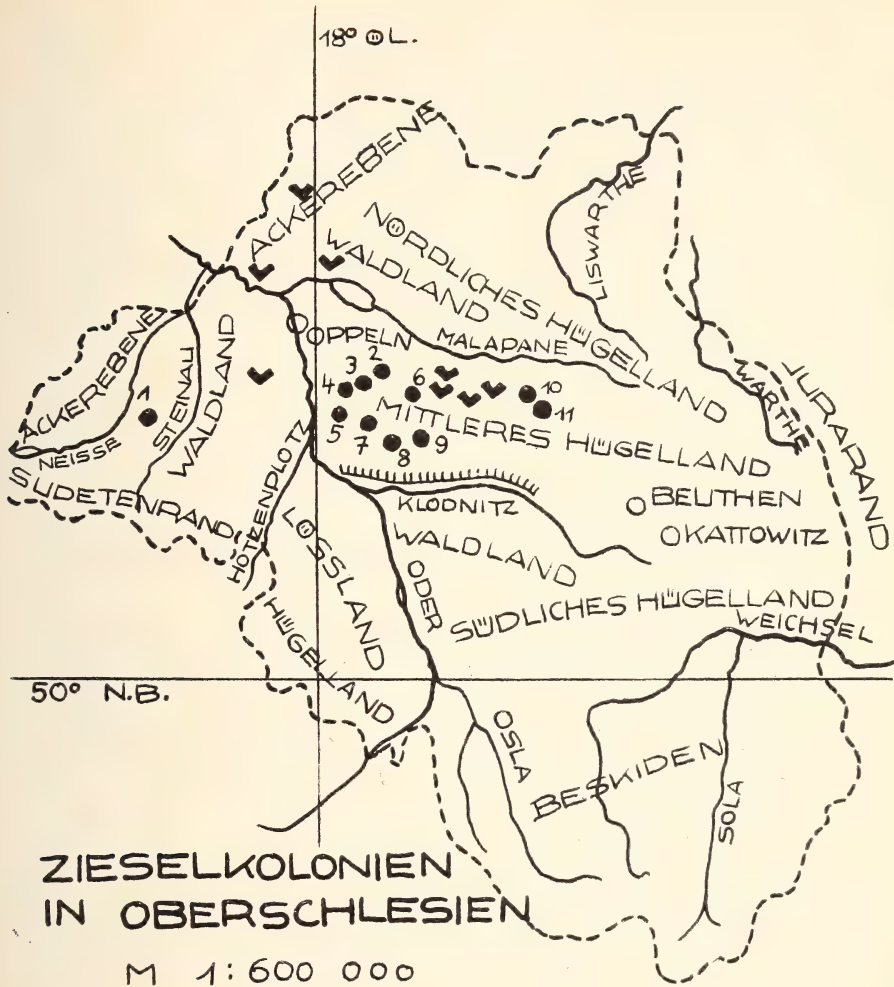 18° ÖL.
ACKEREBENE
NÖRDLICHES HÜGELLAND
WALDLAND
LISWARTHE
OPPELN
MALAPANE
WARTHE
JURARAND
ACKEREBENE
1
NEISSE
STEINAU
WALDLAND
SUDETENRAND
HOTZENPLOTZ
2
3
4
5
6
7
8
9
10
11
MITTLERES HÜGELLAND
BEUTHEN
KATTOWITZ
KLODNITZ
WALDLAND
LÖSSLAND
HÜGELLAND
ODER
SÜDLICHES HÜGELLAND
WEICHSEL
50° N.B.
OSLA
BESKIDEN
SOLA
ZIESELKOLONIEN
IN OBERSCHLESIEN
M 1:600 000